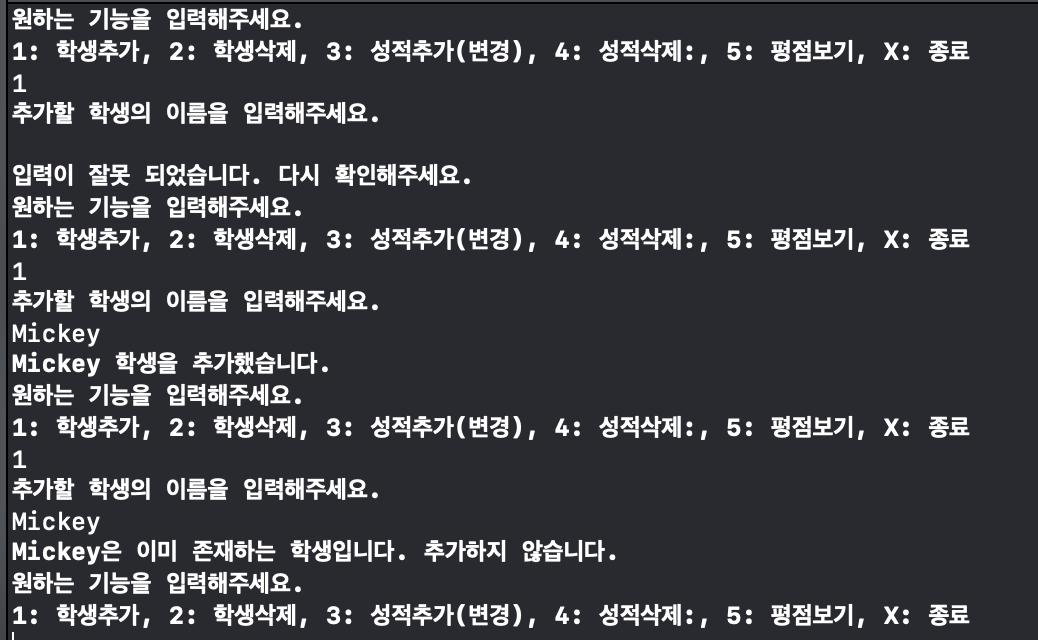 원하는 기능을 입력해주세요.
1: 학생추가, 2: 학생삭제, 3: 성적추가(변경), 4: 성적삭제:, 5: 평점보기, X: 종료
1
추가할 학생의 이름을 입력해주세요.
입력이 잘못 되었습니다. 다시 확인해주세요.
원하는 기능을 입력해주세요.
1: 학생추가, 2: 학생삭제, 3: 성적추가(변경), 4: 성적삭제:, 5: 평점보기, X: 종료
1
추가할 학생의 이름을 입력해주세요.
Mickey
Mickey 학생을 추가했습니다.
원하는 기능을 입력해주세요.
1: 학생추가, 2: 학생삭제, 3: 성적추가(변경), 4: 성적삭제:, 5: 평점보기, X: 종료
1
추가할 학생의 이름을 입력해주세요.
Mickey
Mickey은 이미 존재하는 학생입니다. 추가하지 않습니다.
원하는 기능을 입력해주세요.
1: 학생추가, 2: 학생삭제, 3: 성적추가(변경), 4: 성적삭제:, 5: 평점보기, X: 종료